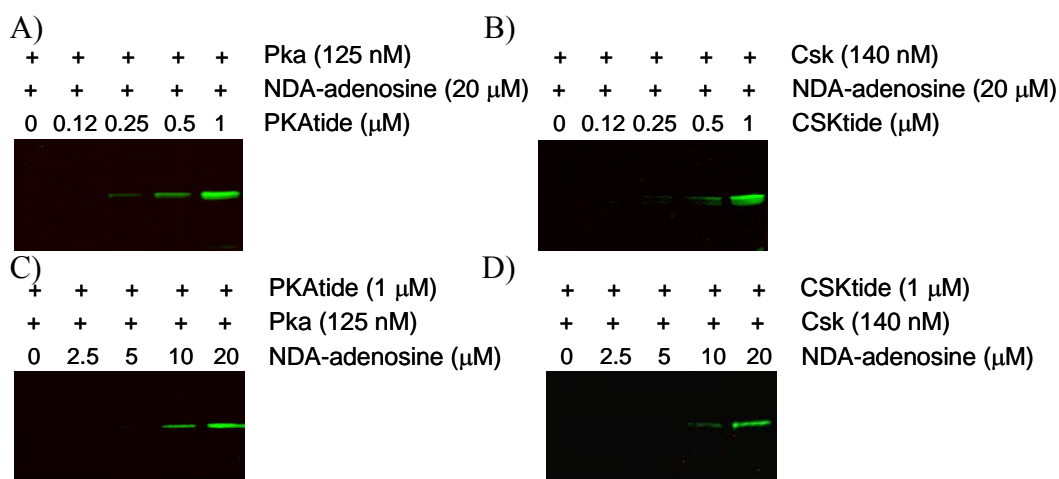 A)
+ + + + + Pka (125 nM)
+ + + + + NDA-adenosine (20 μM)
0 0.12 0.25 0.5 1 PKAtide (μM)
B)
+ + + + + Csk (140 nM)
+ + + + + NDA-adenosine (20 μM)
0 0.12 0.25 0.5 1 CSKtide (μM)
C)
+ + + + + PKAtide (1 μM)
+ + + + + Pka (125 nM)
0 2.5 5 10 20 NDA-adenosine (μM)
D)
+ + + + + CSKtide (1 μM)
+ + + + + Csk (140 nM)
0 2.5 5 10 20 NDA-adenosine (μM)